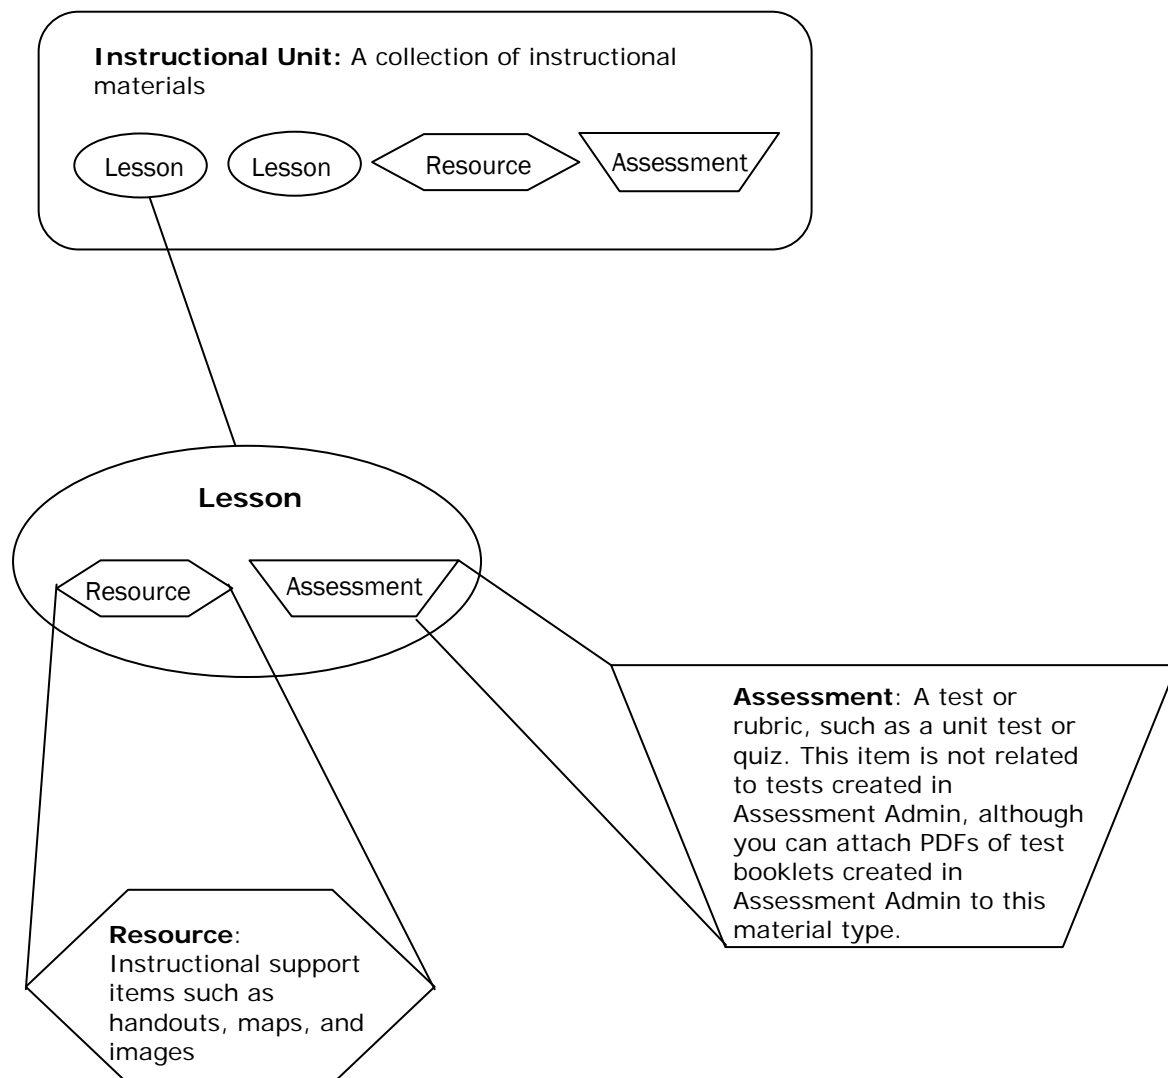 Instructional Unit: A collection of instructional
materials
Lesson Lesson Resource Assessment
Lesson
Resource Assessment
Assessment: A test or
rubric, such as a unit test or
quiz. This item is not related
to tests created in
Assessment Admin, although
you can attach PDFs of test
booklets created in
Assessment Admin to this
material type.
Resource:
Instructional support
items such as
handouts, maps, and
images